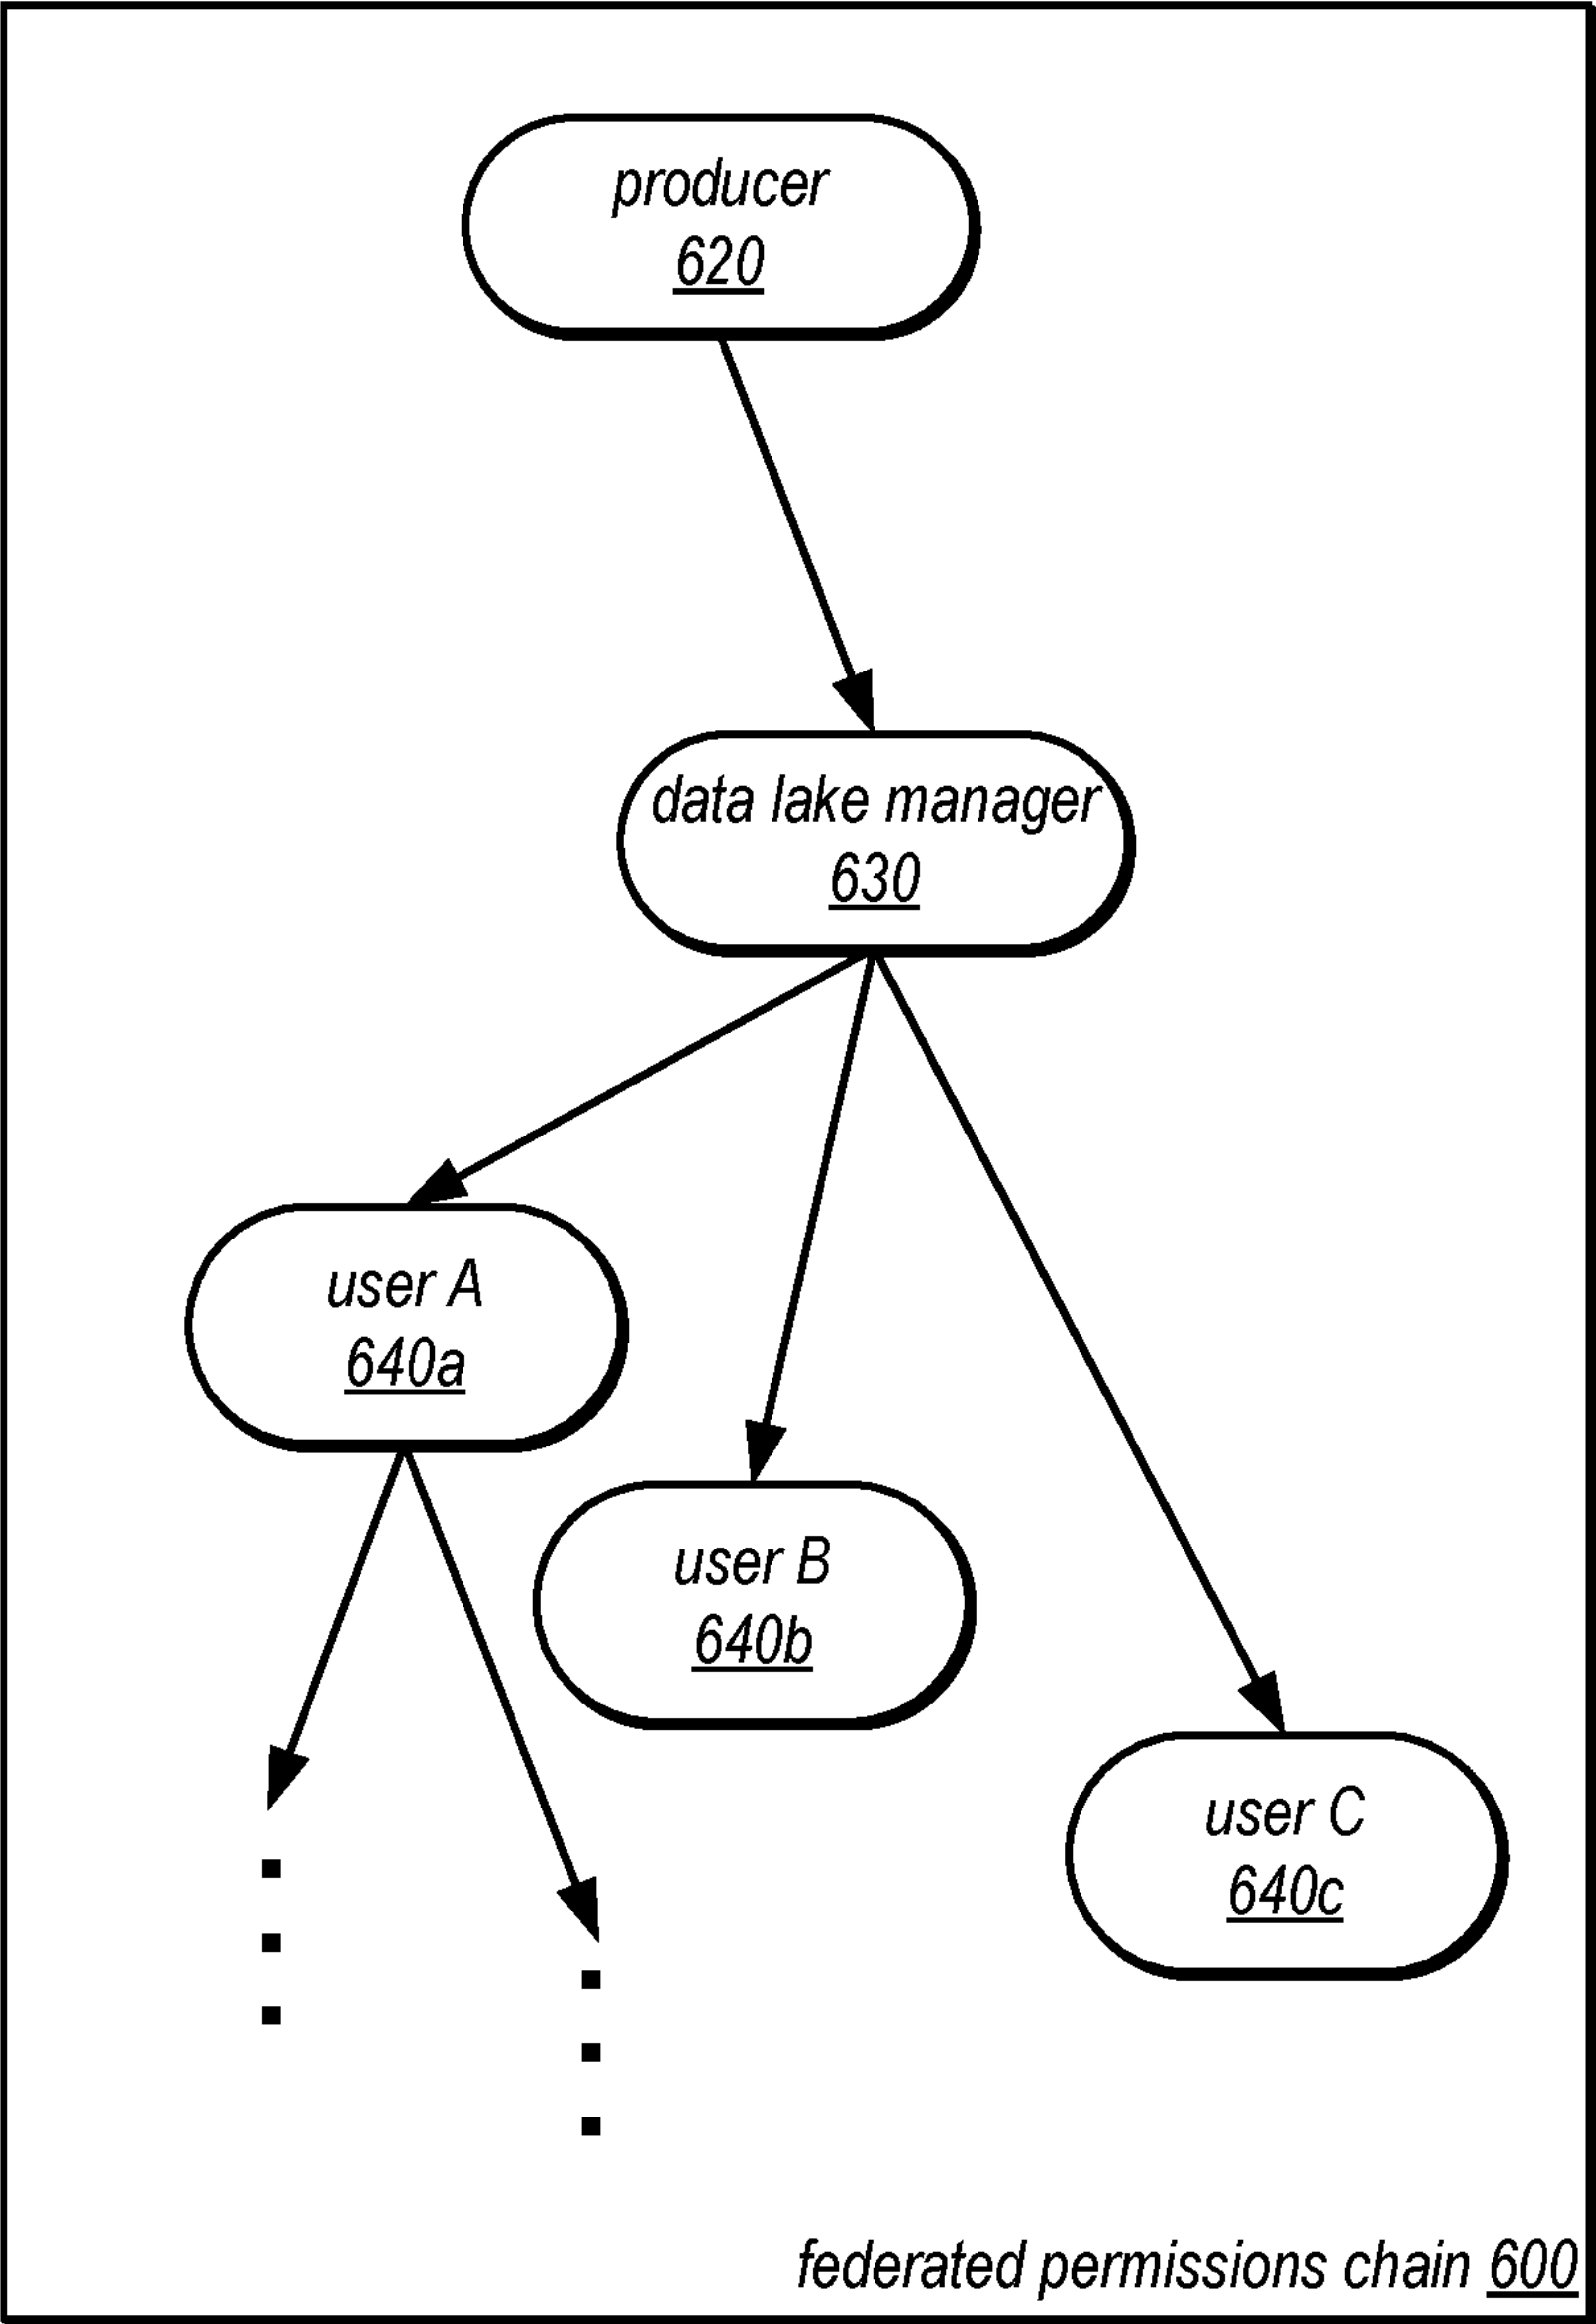 producer
620
data lake manager
630
user A
640a
user B
640b
user C
640c
federated permissions chain 600